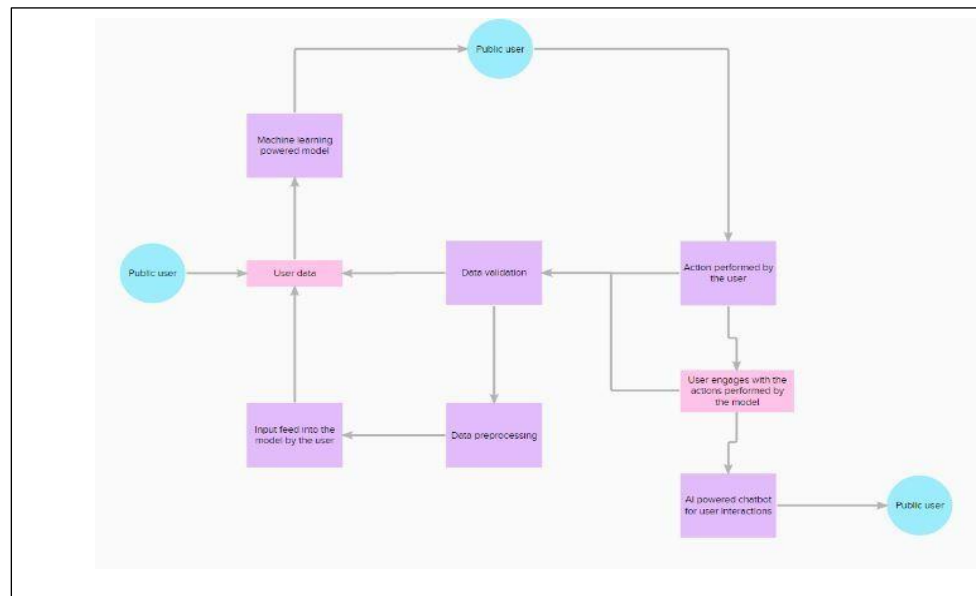 Public user
Machine learning
powered model
Public user
User data
Data validation
Action performed by
the user
User engages with the
actions performed by
the model
Input feed into the
model by the user
Data preprocessing
AI powered chatbot
for user interactions
Public user